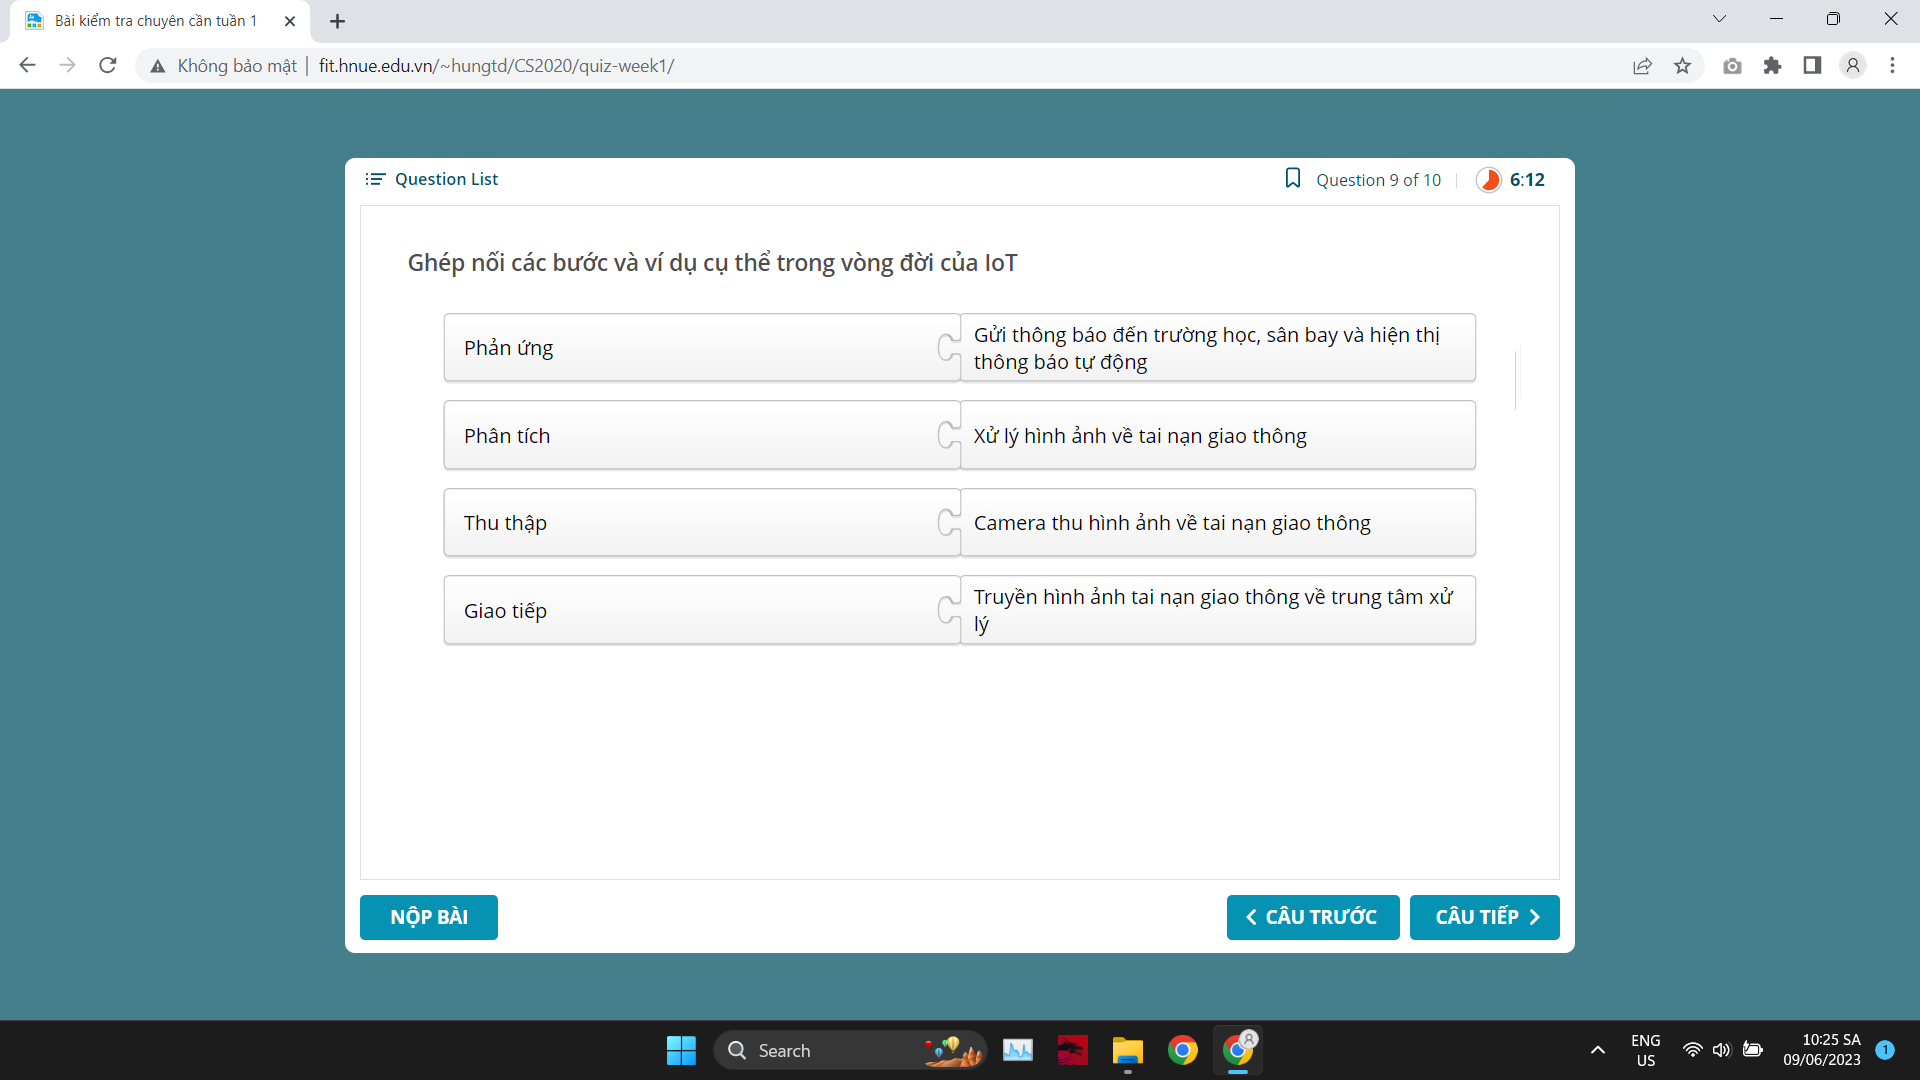 Bài kiểm tra chuyên cần tuần 1
Không bảo mật
fit.hnue.edu.vn/~hungtd/CS2020/quiz-week1/
Question List
Question 9 of 10
6:12
Ghép nối các bước và ví dụ cụ thể trong vòng đời của IoT
Phản ứng
Gửi thông báo đến trường học, sân bay và hiện thị
thông báo tự động
Phân tích
Xử lý hình ảnh về tai nạn giao thông
Thu thập
Camera thu hình ảnh về tai nạn giao thông
Giao tiếp
Truyền hình ảnh tai nạn giao thông về trung tâm xử
lý
NỘP BÀI
CÂU TRƯỚC
CÂU TIẾP
Search
ENG
US
10:25 SA
09/06/2023
1